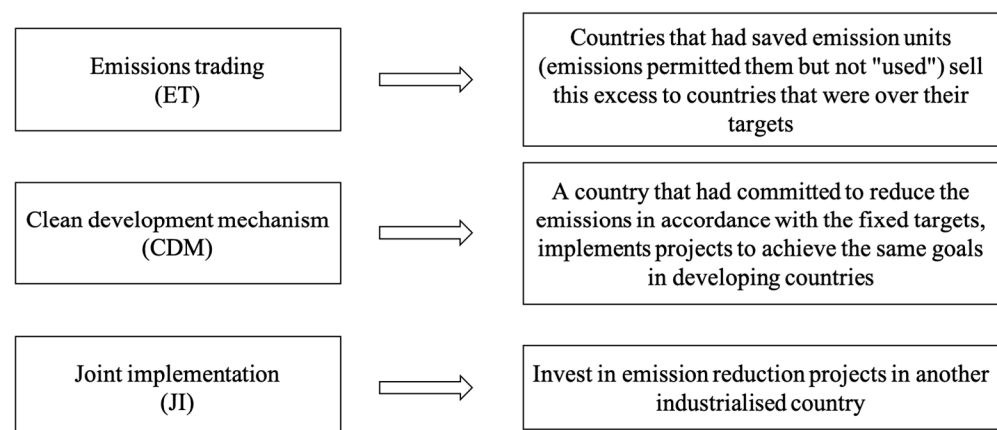 Emissions trading
(ET)
Countries that had saved emission units
(emissions permitted them but not "used") sell
this excess to countries that were over their
targets
Clean development mechanism
(CDM)
A country that had committed to reduce the
emissions in accordance with the fixed targets,
implements projects to achieve the same goals
in developing countries
Joint implementation
(JI)
Invest in emission reduction projects in another
industrialised country